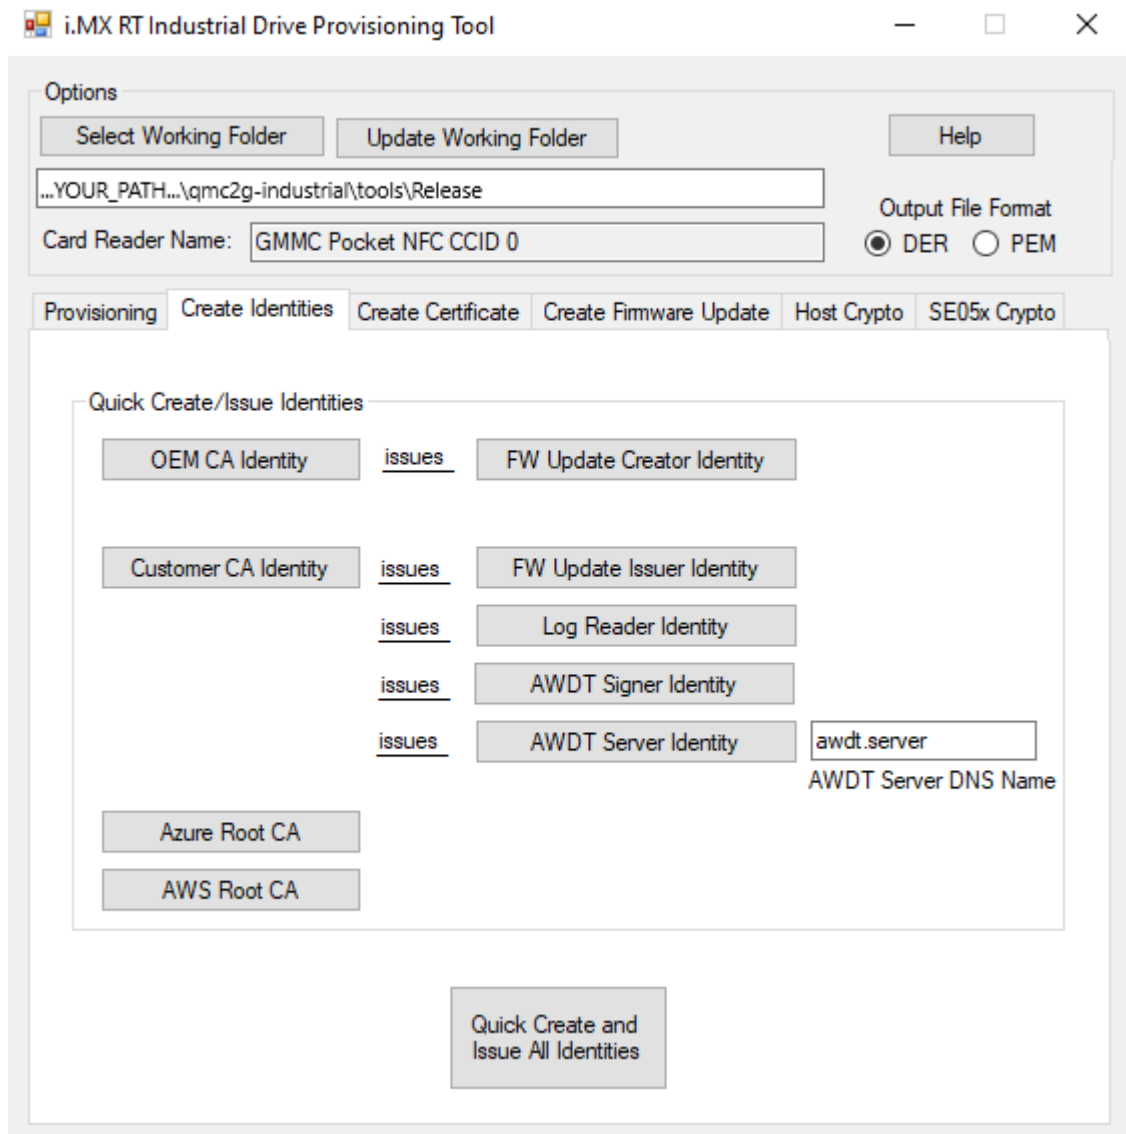 i.MX RT Industrial Drive Provisioning Tool
Options
Select Working Folder
Update Working Folder
Help
...YOUR_PATH...\qmc2g-industrial\tools\Release
Output File Format
Card Reader Name:
GMMC Pocket NFC CCID 0
DER
PEM
Provisioning
Create Identities
Create Certificate
Create Firmware Update
Host Crypto
SE05x Crypto
Quick Create/Issue Identities
OEM CA Identity
issues
FW Update Creator Identity
Customer CA Identity
issues
FW Update Issuer Identity
issues
Log Reader Identity
issues
AWDT Signer Identity
issues
AWDT Server Identity
awdt.server
AWDT Server DNS Name
Azure Root CA
AWS Root CA
Quick Create and
Issue All Identities